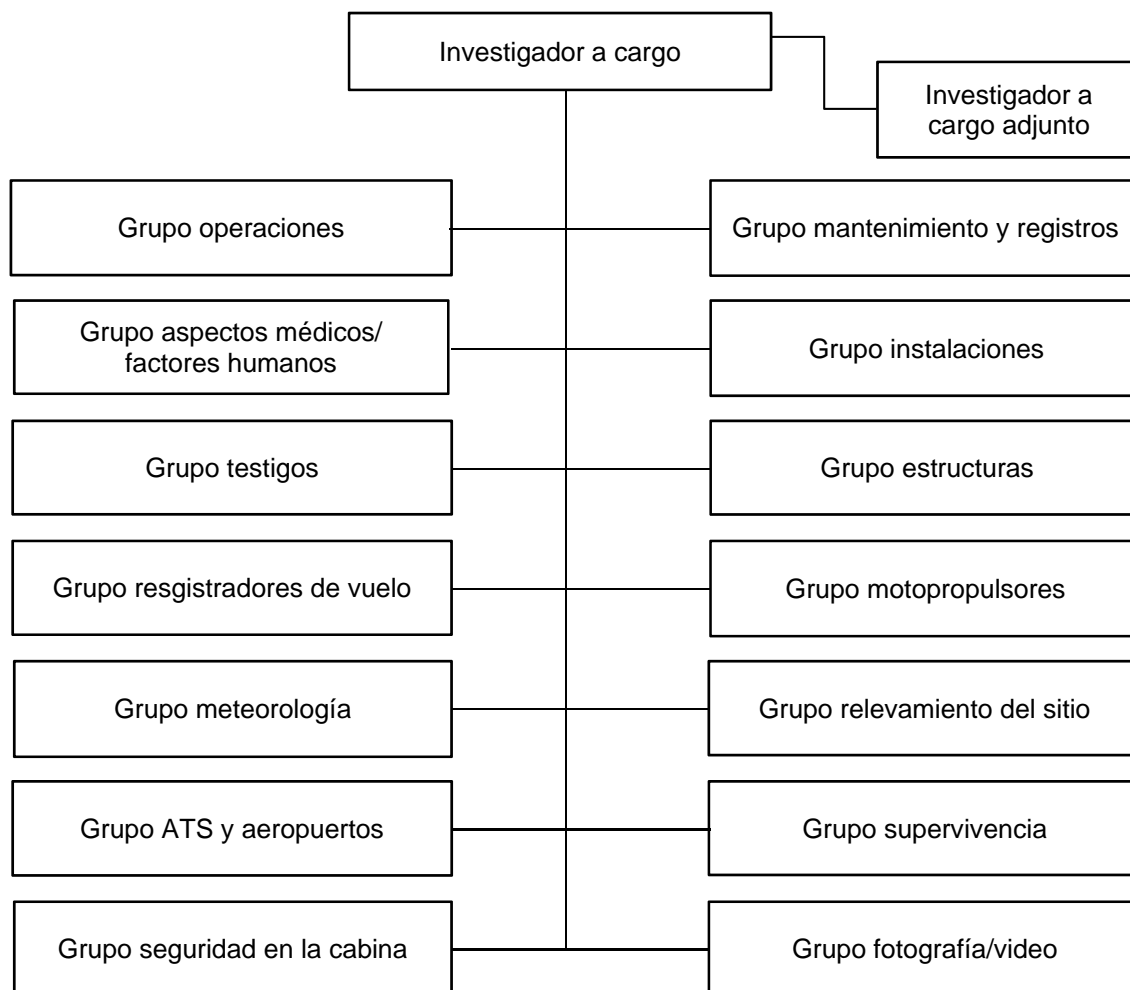 Investigador a cargo
Investigador a
cargo adjunto
Grupo operaciones
Grupo mantenimiento y registros
Grupo aspectos médicos/
factores humanos
Grupo instalaciones
Grupo testigos
Grupo estructuras
Grupo resgistradores de vuelo
Grupo motopropulsores
Grupo meteorología
Grupo relevamiento del sitio
Grupo ATS y aeropuertos
Grupo supervivencia
Grupo seguridad en la cabina
Grupo fotografía/video